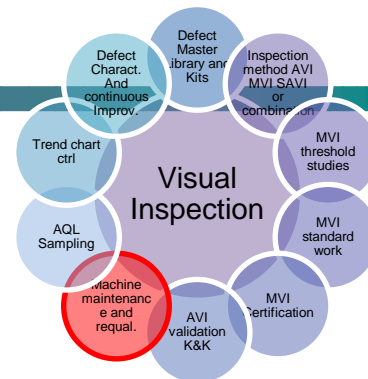 Defect
Master
Library and
Kits
Inspection
method AVI
MVI SAVI
or
combination
MVI
threshold
studies
MVI
standard
work
MVI
Certification
AVI
validation
K&K
Machine
maintenanc
e and
requal.
AQL
Sampling
Trend chart
ctrl
Defect
Charact.
And
continuous
Improv.
Visual
Inspection